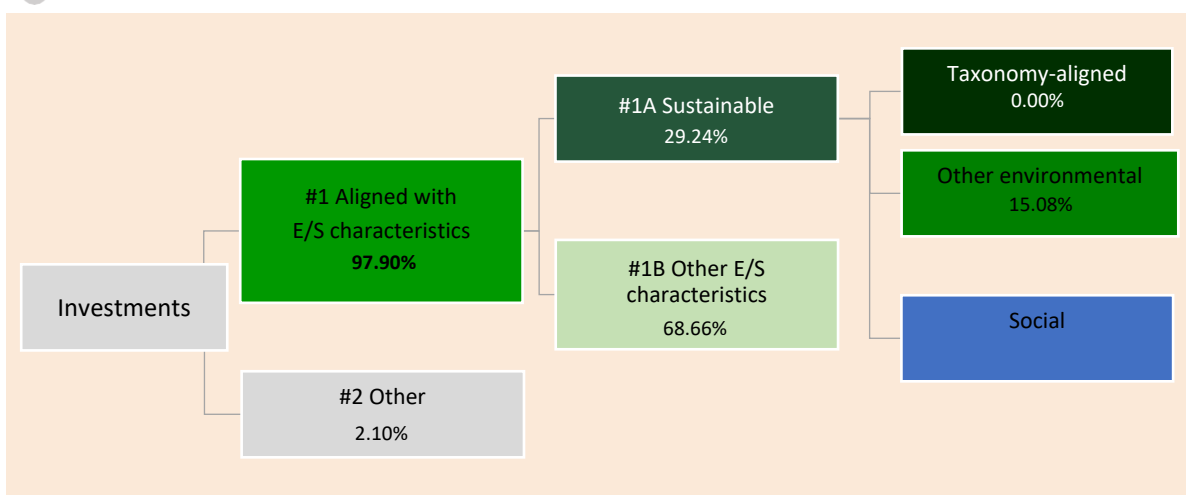 Investments
#1 Aligned with
E/S characteristics
97.90%
#2 Other
2.10%
#1A Sustainable
29.24%
#1B Other E/S
characteristics
68.66%
Taxonomy-aligned
0.00%
Other environmental
15.08%
Social